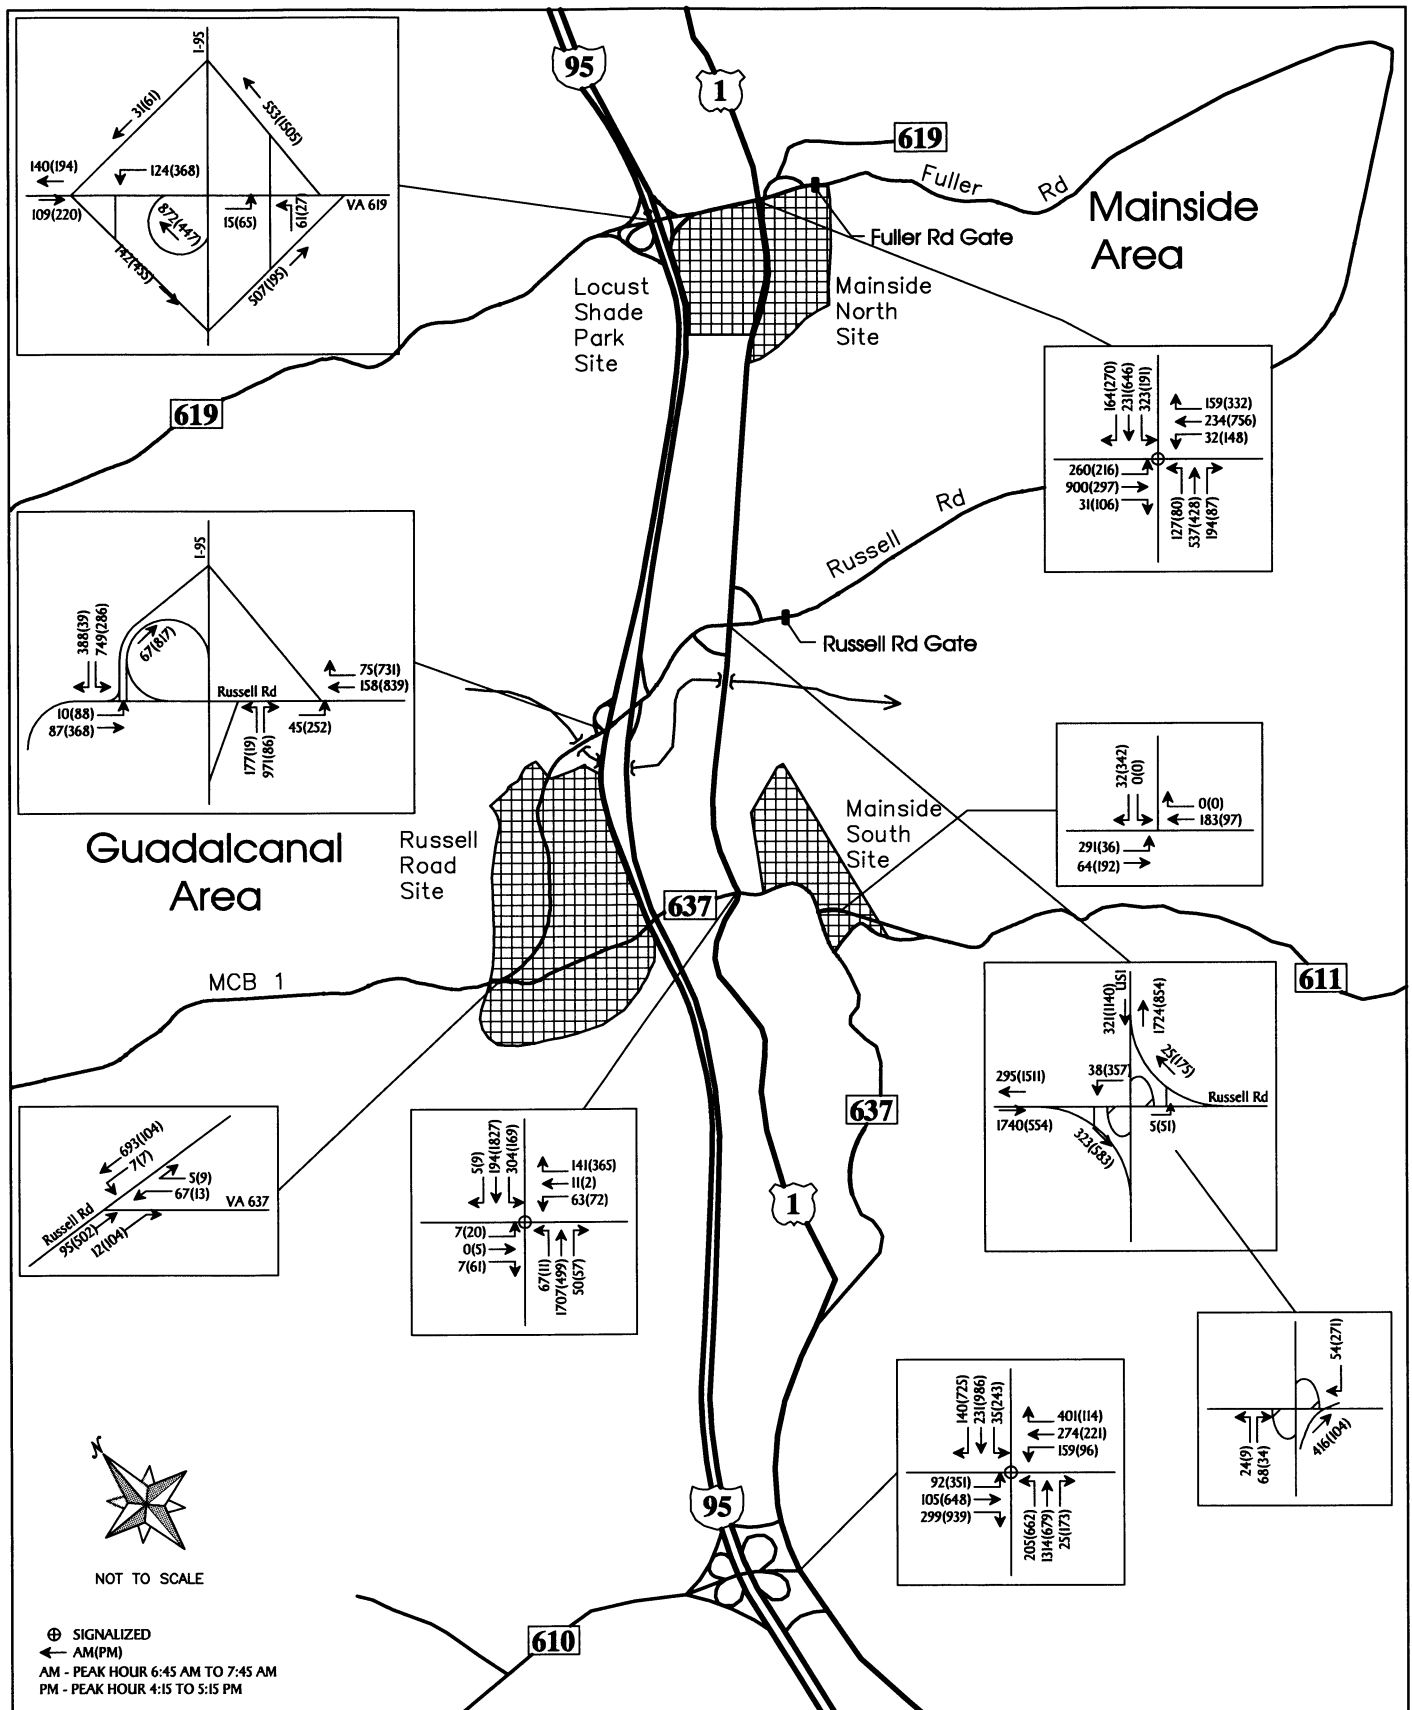 I-95
31(61)
553(1505)
140(194)
124(368)
109(220)
872(447)
15(65)
61(27)
VA 619
142(455)
507(195)
95
1
619
Fuller
Rd
Mainside
Area
Fuller Rd Gate
Locust
Shade
Park
Site
Mainside
North
Site
619
164(270)
231(646)
323(191)
159(332)
234(756)
32(148)
260(216)
900(297)
31(106)
127(80)
537(428)
194(87)
Russell
Rd
Russell Rd Gate
I-95
388(39)
749(286)
67(817)
Russell Rd
75(731)
158(839)
10(88)
87(368)
177(19)
971(86)
45(252)
Guadalcanal
Area
Russell
Road
Site
Mainside
South
Site
32(342)
0(0)
0(0)
183(97)
291(36)
64(192)
637
MCB 1
611
321(1140)
US1
1724(854)
25(175)
295(1511)
38(357)
Russell Rd
1740(554)
323(583)
5(51)
637
693(104)
7(7)
5(9)
67(13)
VA 637
Russell Rd
95(502)
12(104)
5(9)
194(1827)
304(169)
141(365)
11(2)
63(72)
7(20)
0(5)
7(61)
67(11)
1707(499)
50(57)
1
54(271)
24(9)
68(34)
416(104)
140(725)
231(986)
35(243)
401(114)
274(221)
159(96)
92(351)
105(648)
299(939)
205(662)
1314(679)
25(173)
95
N
NOT TO SCALE
610
SIGNALIZED
AM(PM)
AM - PEAK HOUR 6:45 AM TO 7:45 AM
PM - PEAK HOUR 4:15 TO 5:15 PM